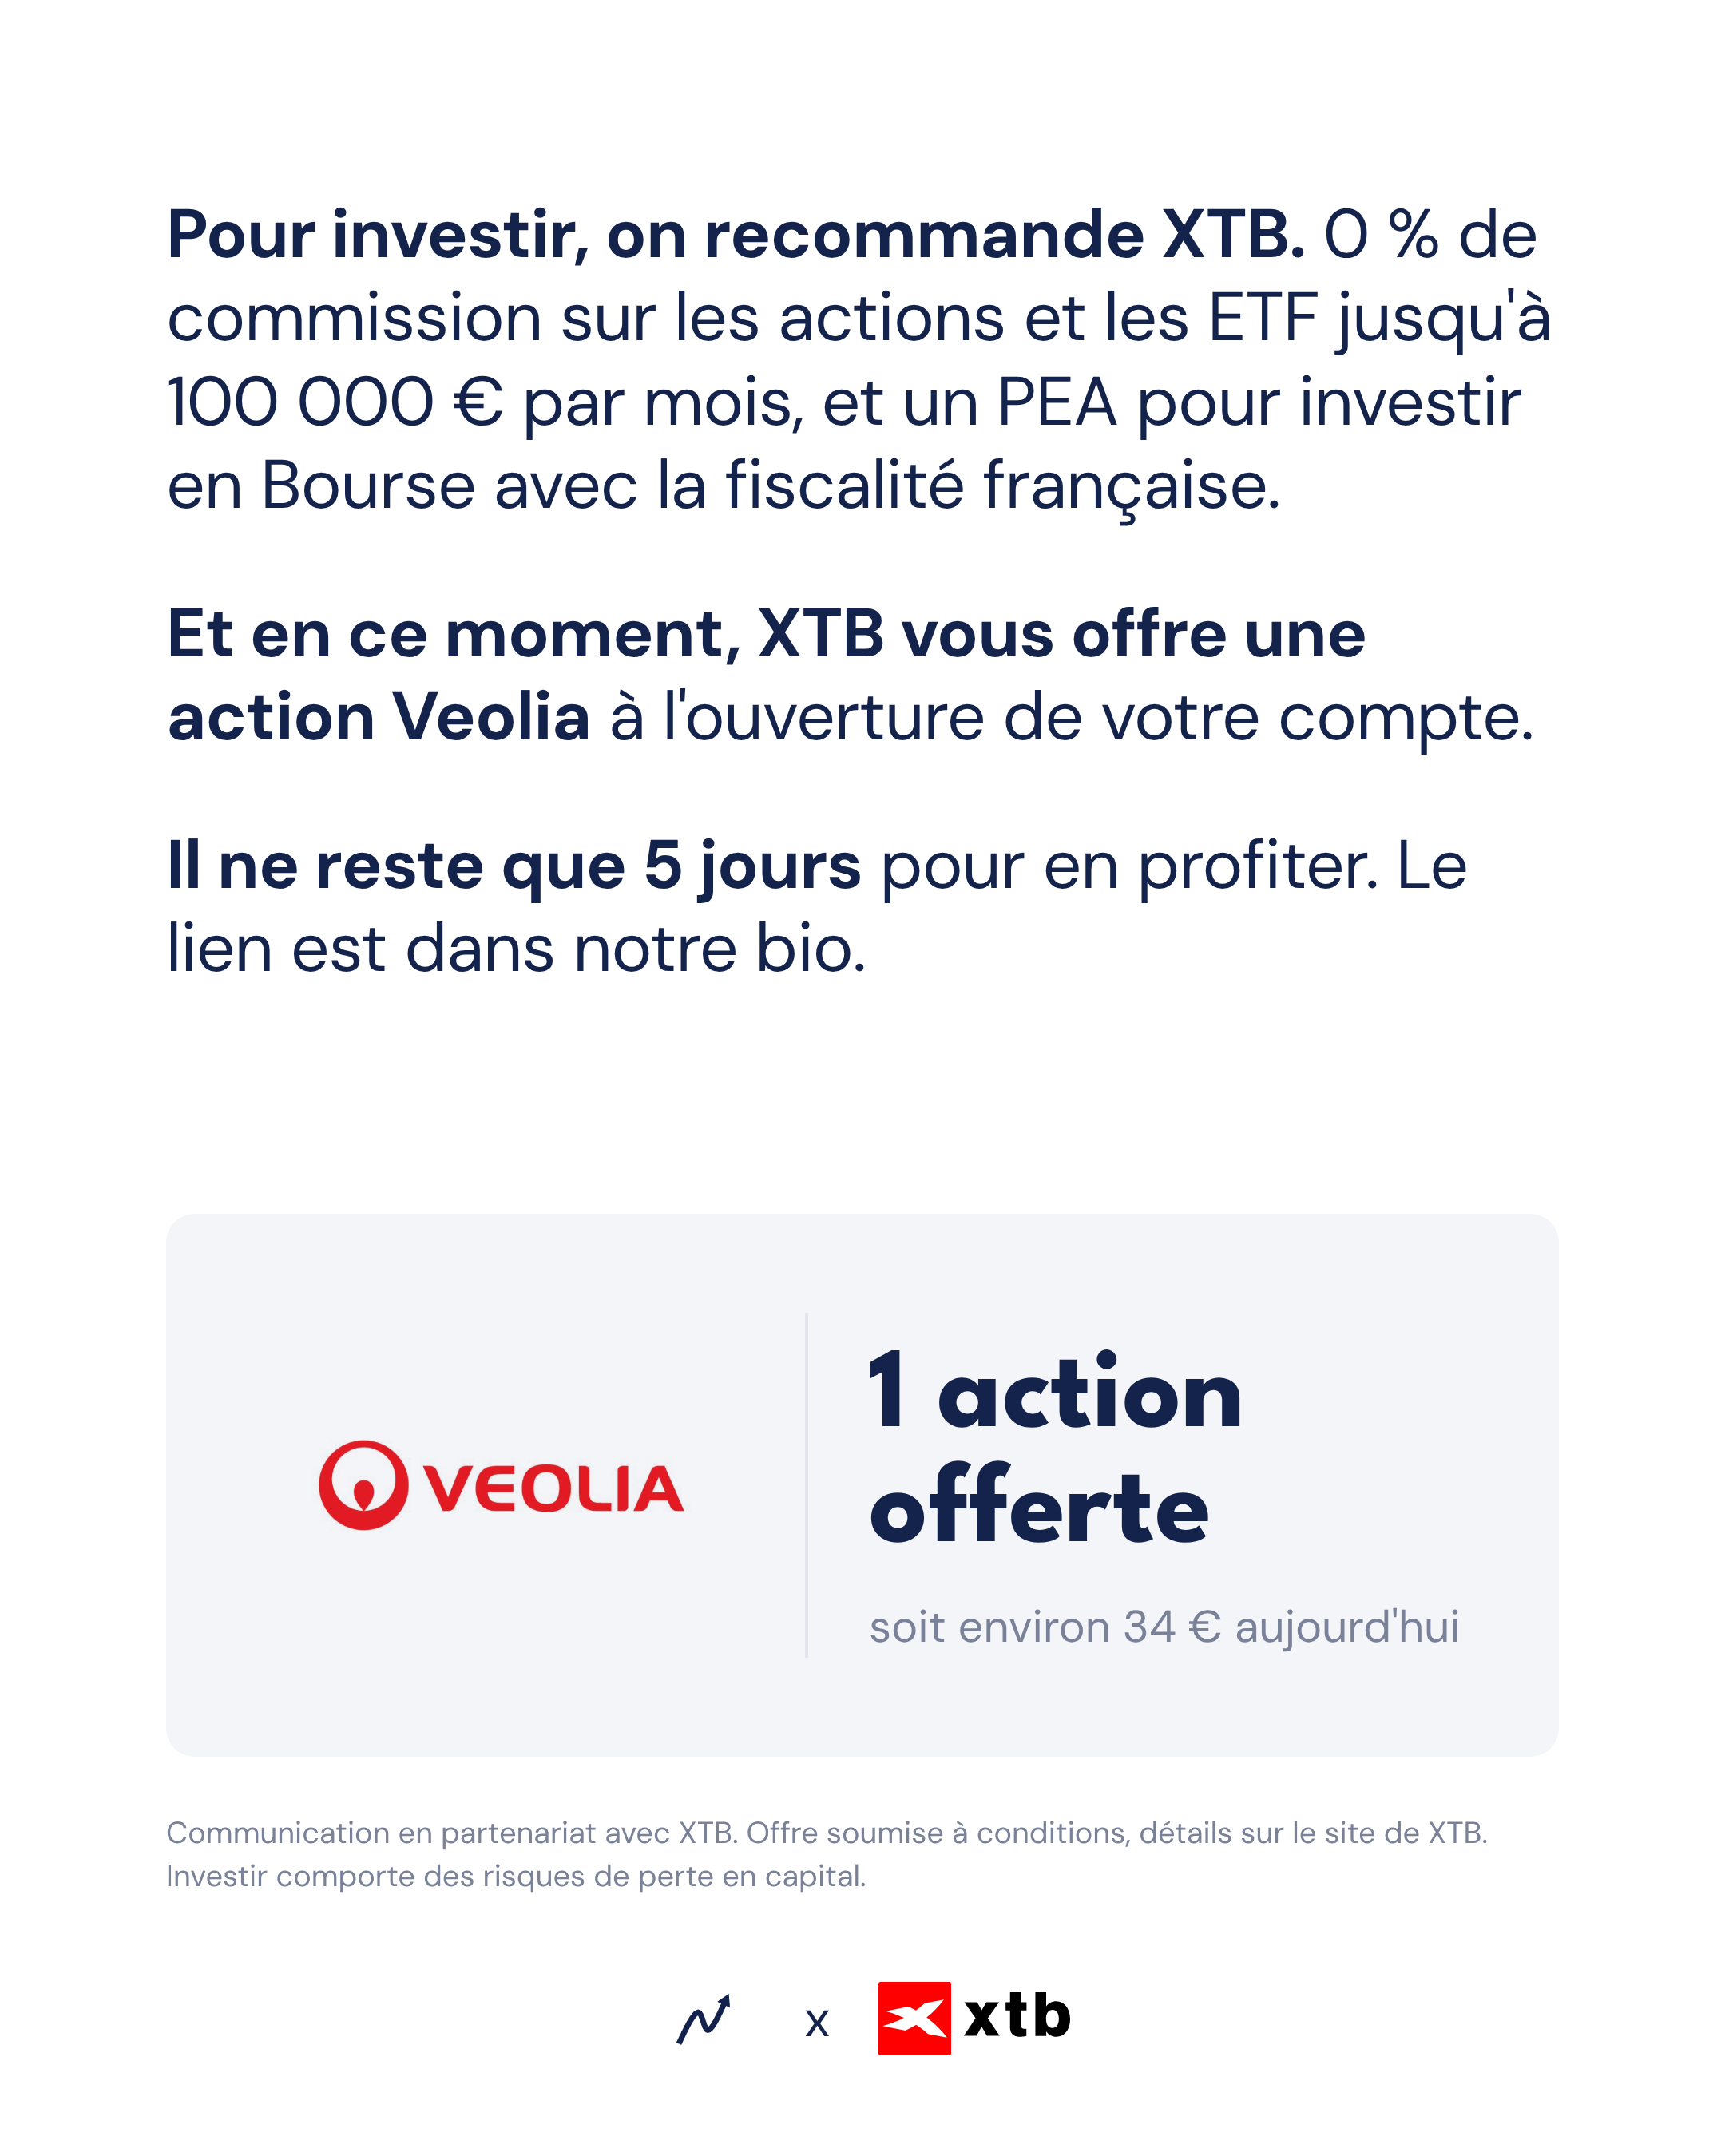 Pour investir, on recommande XTB. 0 % de
commission sur les actions et les ETF jusqu'à
100 000 € par mois, et un PEA pour investir
en Bourse avec la fiscalité française.
Et en ce moment, XTB vous offre une
action Veolia à l'ouverture de votre compte.
Il ne reste que 5 jours pour en profiter. Le
lien est dans notre bio.
VEOLIA
1 action
offerte
soit environ 34 € aujourd'hui
Communication en partenariat avec XTB. Offre soumise à conditions, détails sur le site de XTB.
Investir comporte des risques de perte en capital.
x xtb